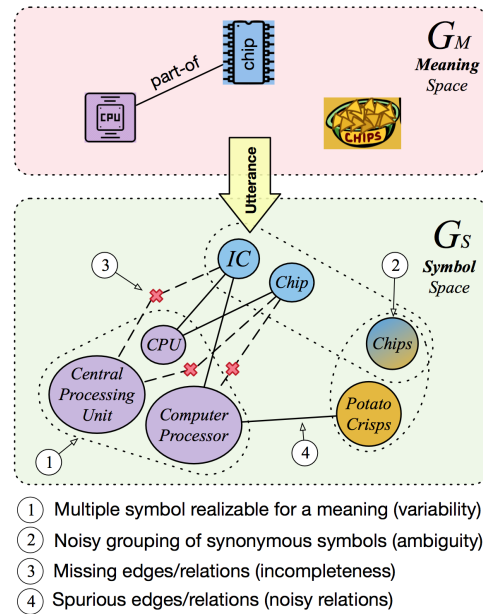 G_M
Meaning
Space
chip
part-of
CPU
CHIPS
Utterance
G_S
Symbol
Space
3
IC
Chip
2
CPU
Chips
Central
Processing
Unit
Computer
Processor
Potato
Crisps
1
4
1 Multiple symbol realizable for a meaning (variability)
2 Noisy grouping of synonymous symbols (ambiguity)
3 Missing edges/relations (incompleteness)
4 Spurious edges/relations (noisy relations)